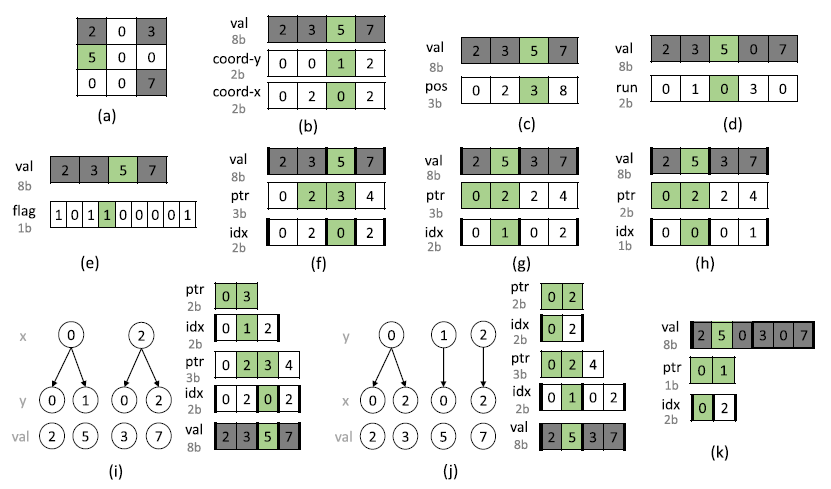 2 0 3
5 0 0
0 0 7
(a)
val 2 3 5 7
8b
coord-y 0 0 1 2
2b
coord-x 0 2 0 2
2b
(b)
val 2 3 5 7
8b
pos 0 2 3 8
3b
(c)
val 2 3 5 0 7
8b
run 0 1 0 3 0
2b
(d)
val 2 3 5 7
8b
flag 1 0 1 1 0 0 0 0 1
1b
(e)
val 2 3 5 7
8b
ptr 0 2 3 4
3b
idx 0 2 0 2
2b
(f)
val 2 5 3 7
8b
ptr 0 2 2 4
3b
idx 0 1 0 2
2b
(g)
val 2 5 3 7
8b
ptr 0 2 2 4
2b
idx 0 0 0 1
1b
(h)
x 0 2
y 0 1 0 2
val 2 5 3 7
ptr 0 3
2b
idx 0 1 2
2b
ptr 0 2 3 4
3b
idx 0 2 0 2
2b
val 2 3 5 7
8b
(i)
y 0 1 2
x 0 2 0 2
val 2 3 5 7
ptr 0 2
2b
idx 0 2
2b
ptr 0 2 4
3b
idx 0 1 0 2
2b
val 2 5 3 7
8b
(j)
val 2 5 0 3 0 7
8b
ptr 0 1
1b
idx 0 2
2b
(k)